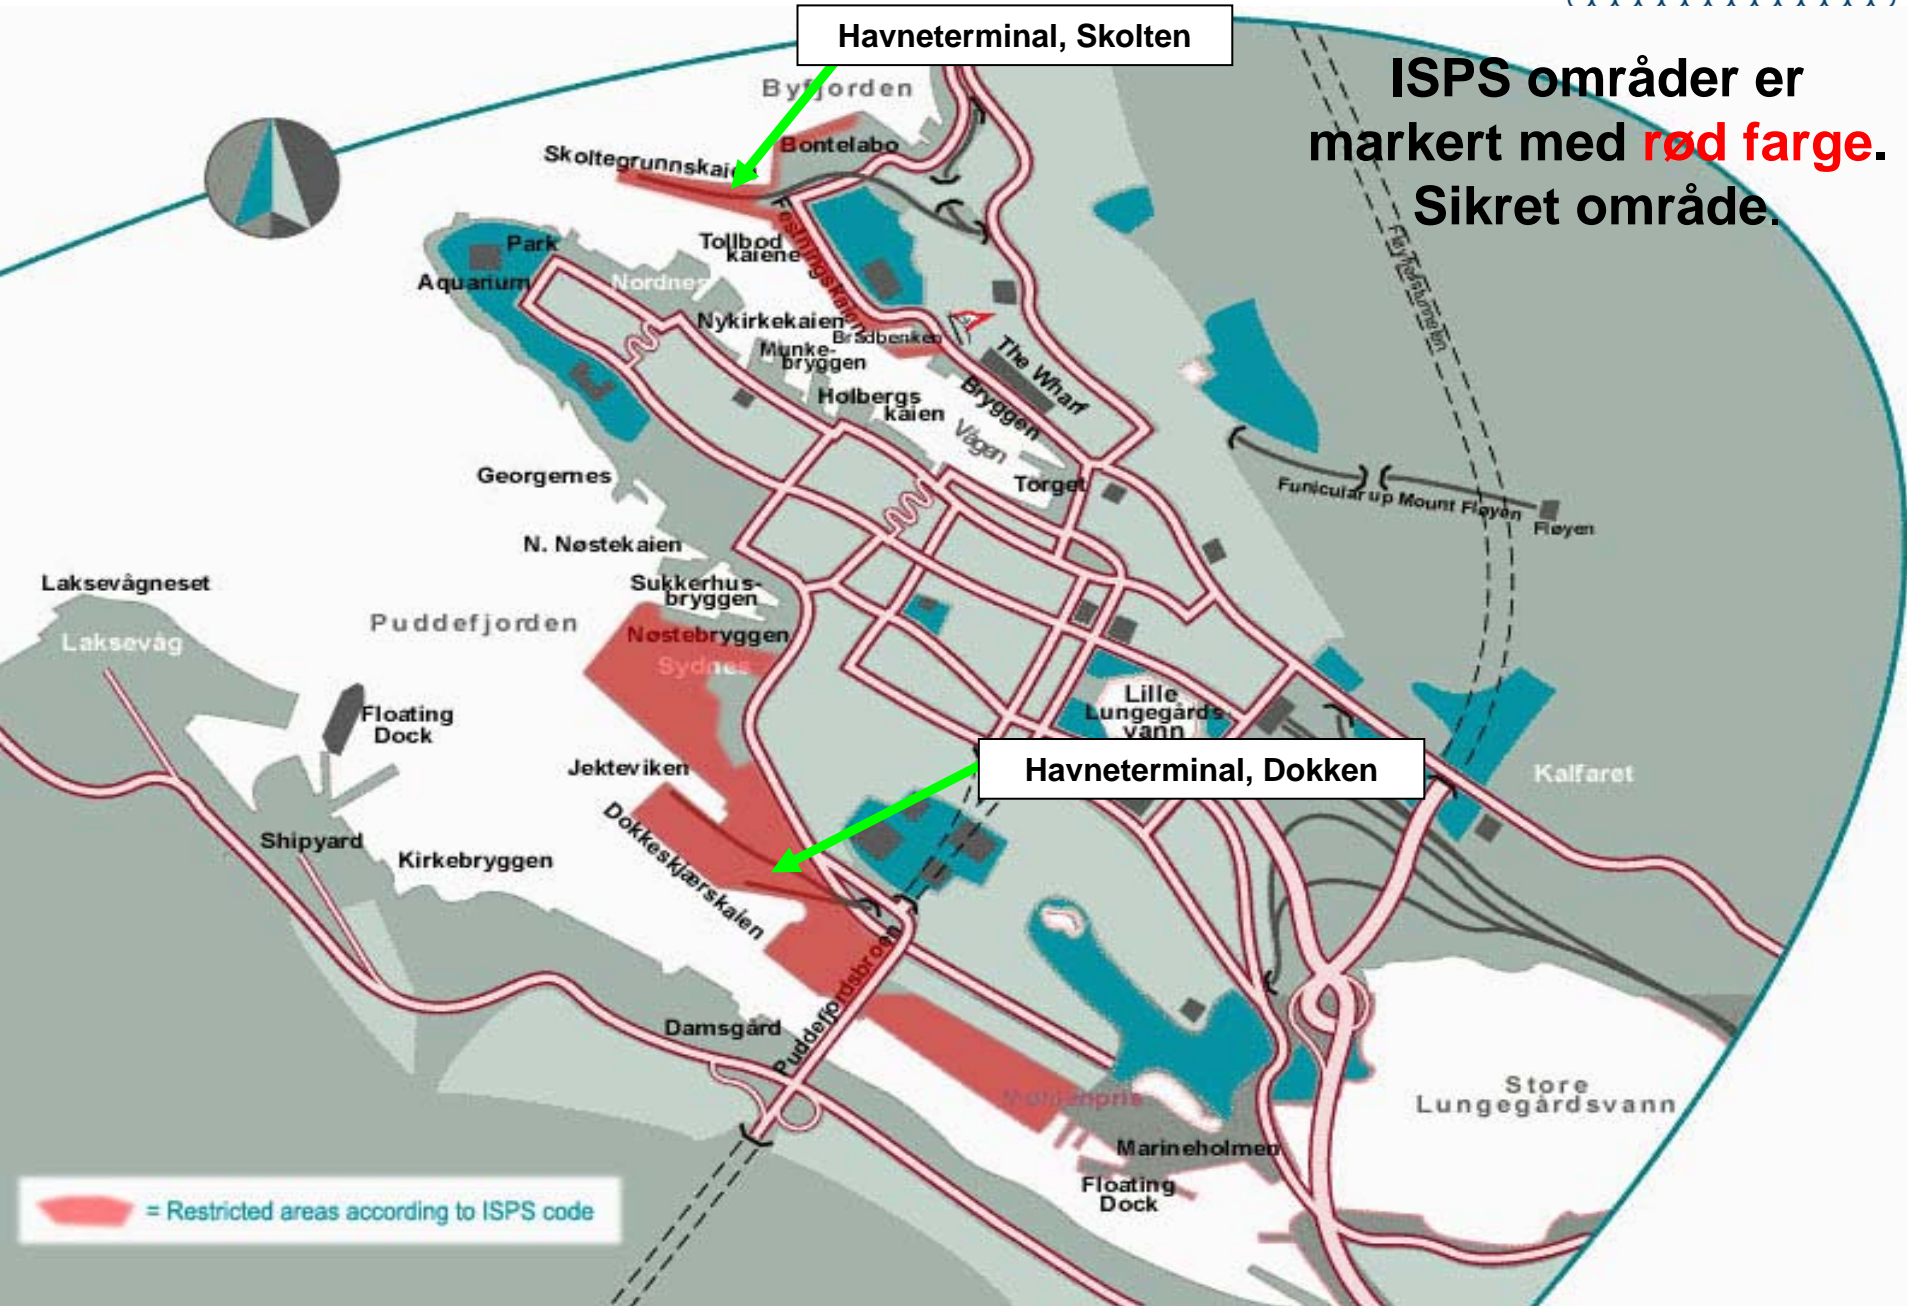 Havneterminal, Skolten
ISPS områder er
markert med rød farge.
Sikret område.
Byfjorden
Bontelabo
Skoltegrunnskaien
Festningskaien
Tollbod
kaiene
Park
Aquarium
Nordnes
Nykirkekaien
Bradbenken
Munke-
bryggen
The Wharf
Bryggen
Holbergs
kaien
Vågen
Torget
Fløyfjellstunnelen
Funicular up Mount Fløyen
Fløyen
Georgernes
N. Nøstekaien
Sukkerhus-
bryggen
Laksevågneset
Laksevåg
Puddefjorden
Nøstebryggen
Sydnes
Floating
Dock
Lille
Lungegårds-
vann
Jekteviken
Havneterminal, Dokken
Kalfaret
Dokkeskjærskaien
Shipyard
Kirkebryggen
Puddefjordsbroen
Damsgård
Møhlenpris
Store
Lungegårdsvann
Marineholmen
Floating
Dock
= Restricted areas according to ISPS code